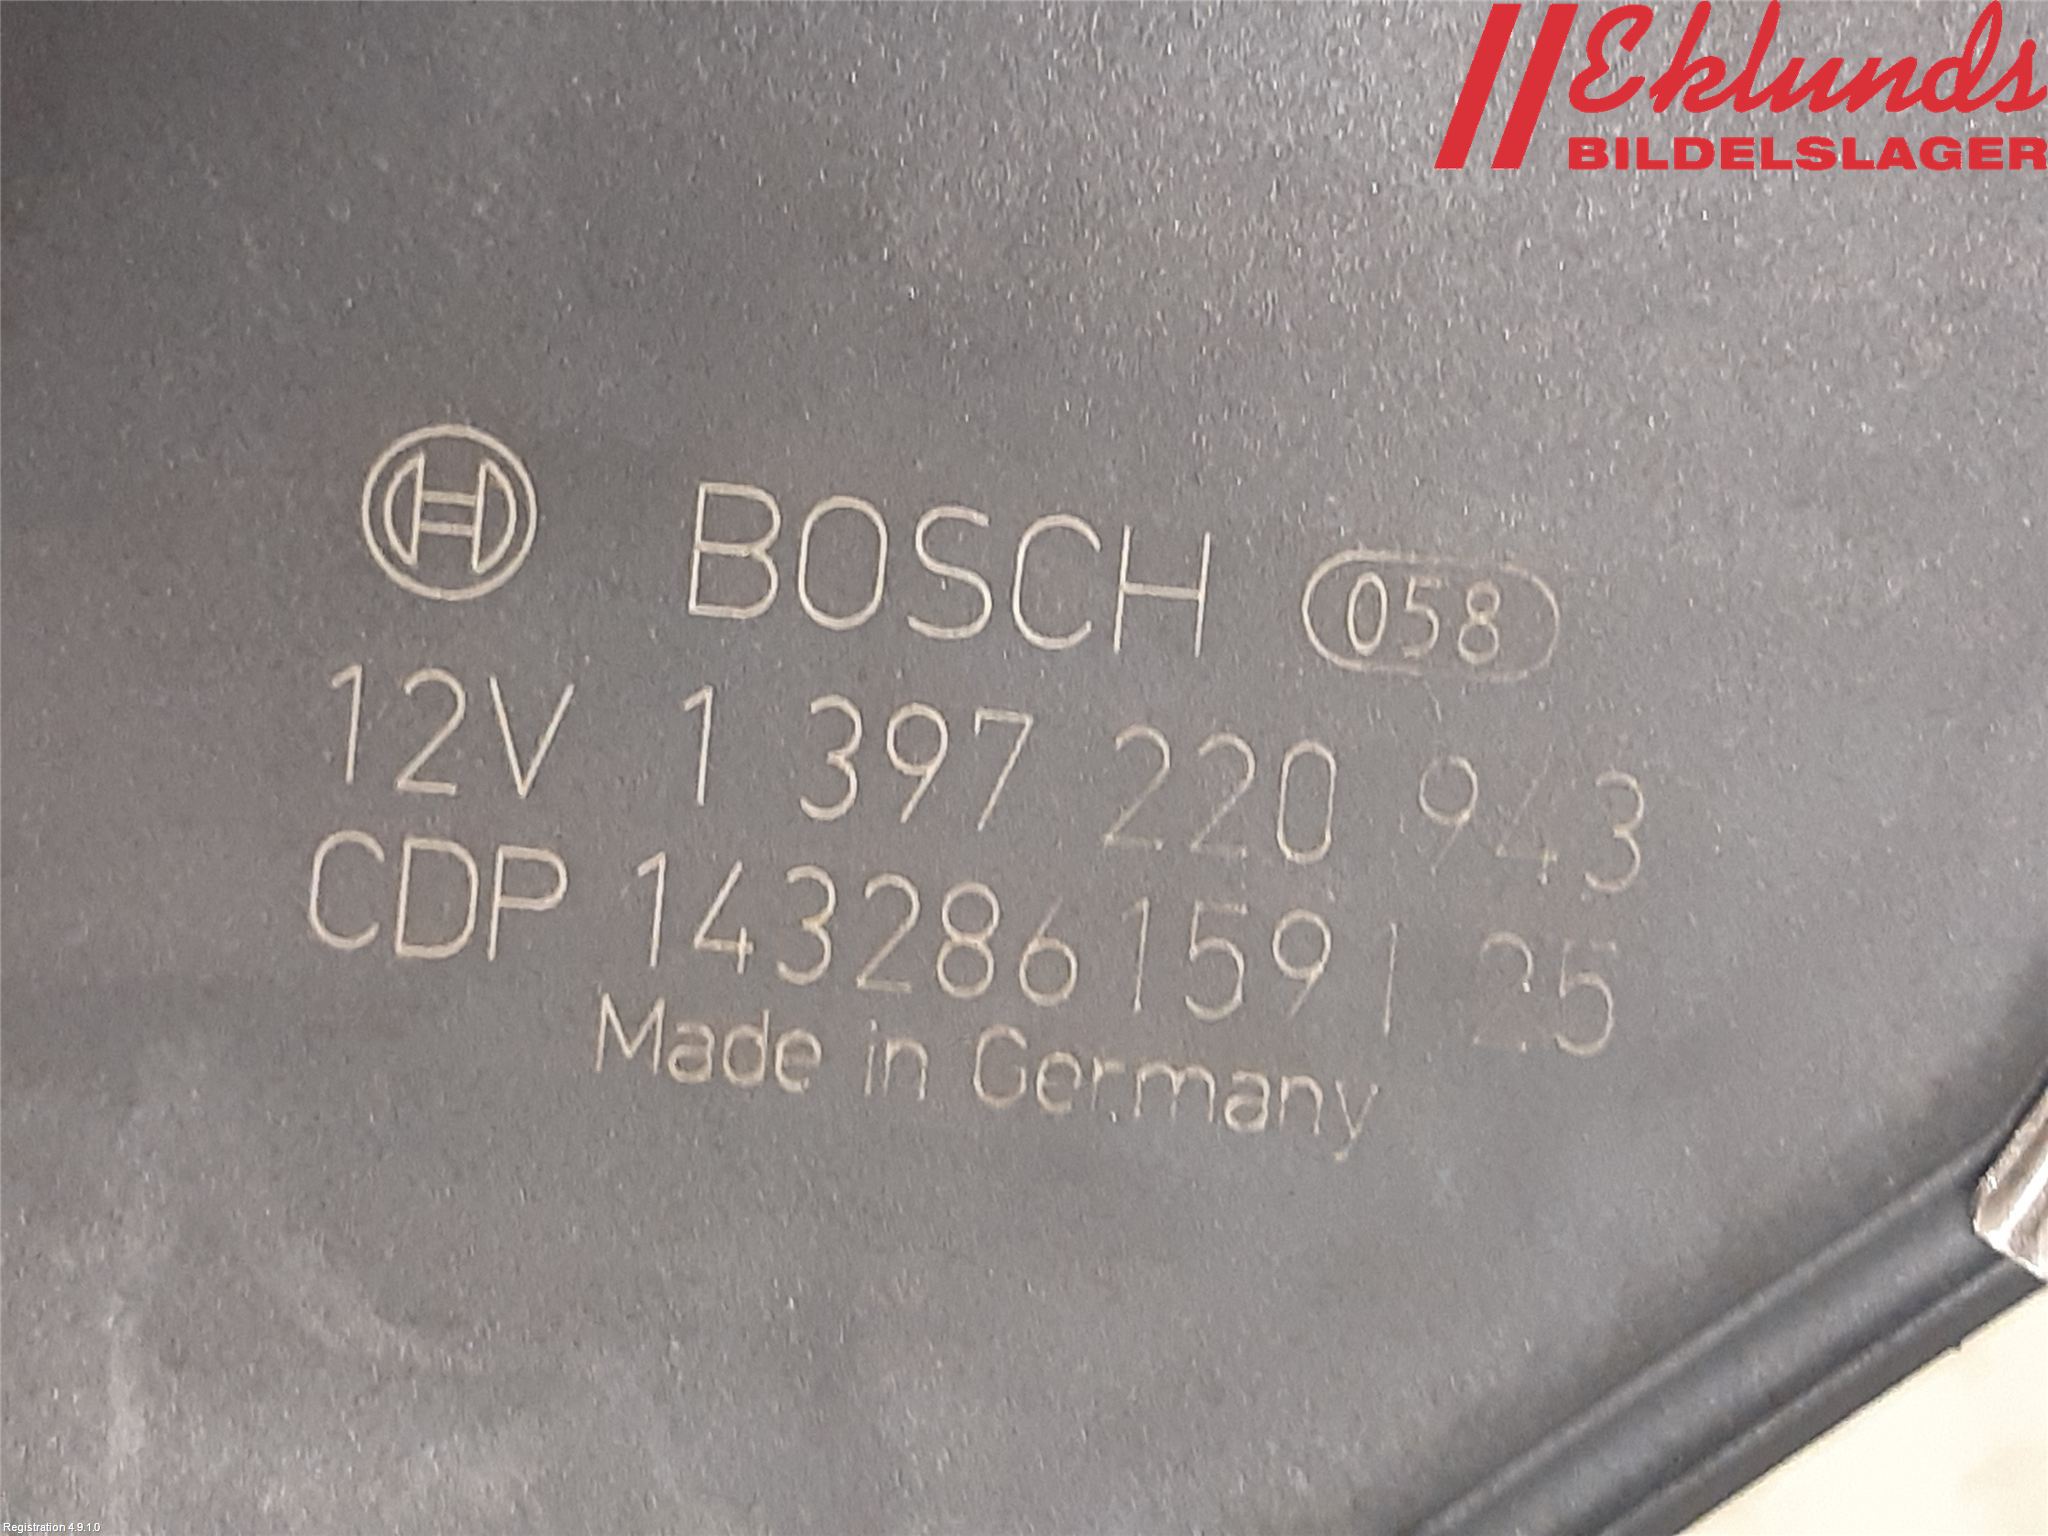 Eklunds
BILDELSLAGER
BOSCH 058
12V 1 397 220 943
CDP 143286159 | 25
Made in Germany
Registration 4.9.1.0